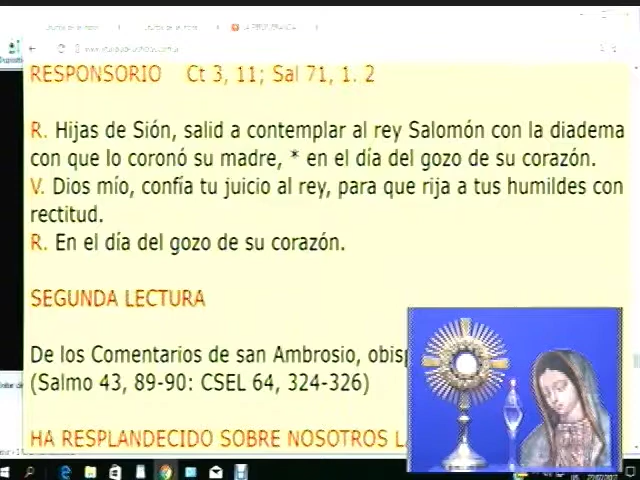 RESPONSORIO Ct 3, 11; Sal 71, 1. 2
R. Hijas de Sión, salid a contemplar al rey Salomón con la diadema
con que lo coronó su madre, * en el día del gozo de su corazón.
V. Dios mío, confía tu juicio al rey, para que rija a tus humildes con
rectitud.
R. En el día del gozo de su corazón.
SEGUNDA LECTURA
De los Comentarios de san Ambrosio,
(Salmo 43, 89-90: CSEL 64, 324-326)
HA RESPLANDECIDO SOBRE NOSOTROS